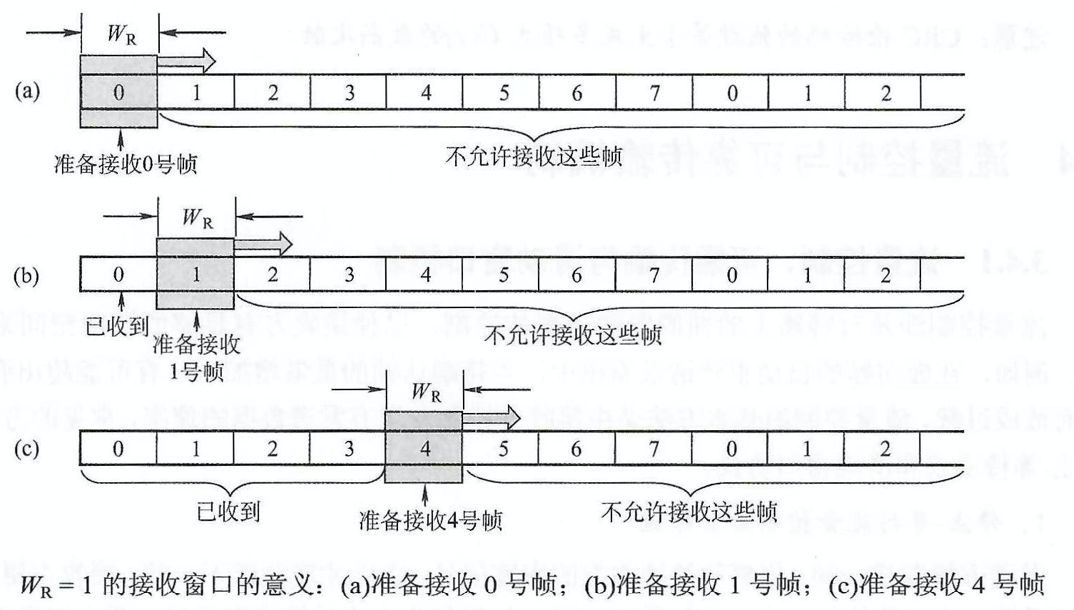 W_R
(a) 0 1 2 3 4 5 6 7 0 1 2
准备接收0号帧 不允许接收这些帧
W_R
(b) 0 2 3 4 5 6 7 0 1 2
已收到 准备接收 不允许接收这些帧
1号帧
W_R
(c) 0 1 2 3 4 5 6 7 0 1 2
已收到 准备接收4号帧 不允许接收这些帧
W_R = 1 的接收窗口的意义：(a)准备接收 0 号帧；(b)准备接收 1 号帧；(c)准备接收 4 号帧